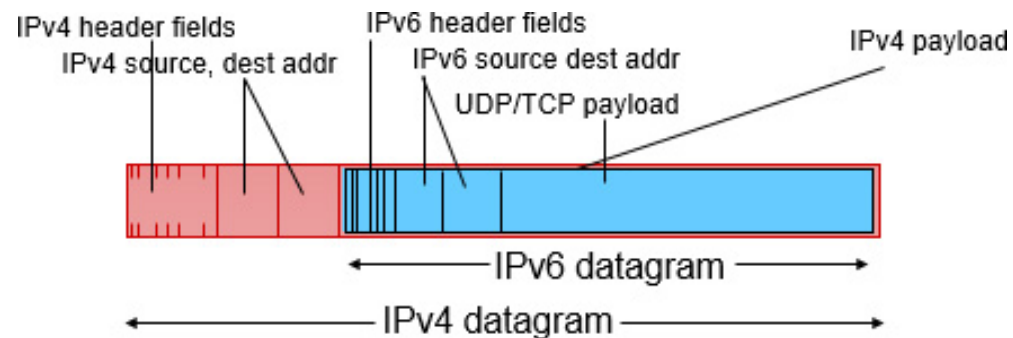 IPv4 header fields
IPv4 source, dest addr
IPv6 header fields
IPv6 source dest addr
UDP/TCP payload
IPv4 payload
IPv6 datagram
IPv4 datagram